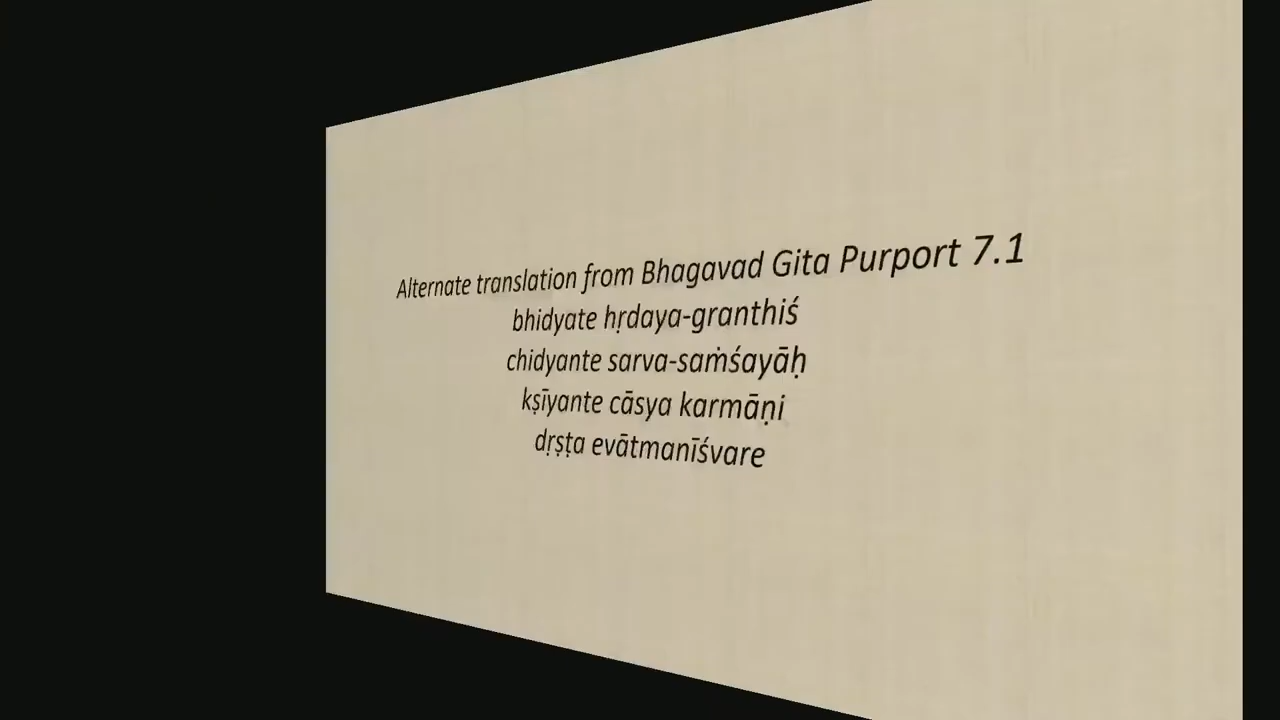 Alternate translation from Bhagavad Gita Purport 7.1
bhidyate hṛdaya-granthiś
chidyante sarva-saṁśayāḥ
kṣīyante cāsya karmāṇi
dṛṣṭa evātmanīśvare